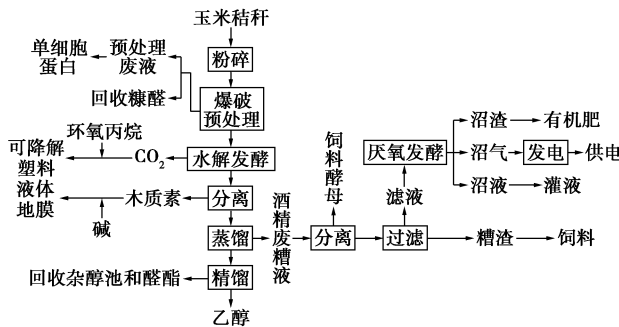 玉米秸秆
粉碎
单细胞
蛋白
预处理
废液
回收糠醛
爆破
预处理
环氧丙烷
可降解
塑料
CO₂
水解发酵
液体
地膜
木质素
分离
碱
蒸馏
酒精废糟液
回收杂醇池和醛酯
精馏
乙醇
饲料酵母
分离
过滤
滤液
厌氧发酵
沼渣
有机肥
沼气
发电
供电
沼液
灌液
糟渣
饲料